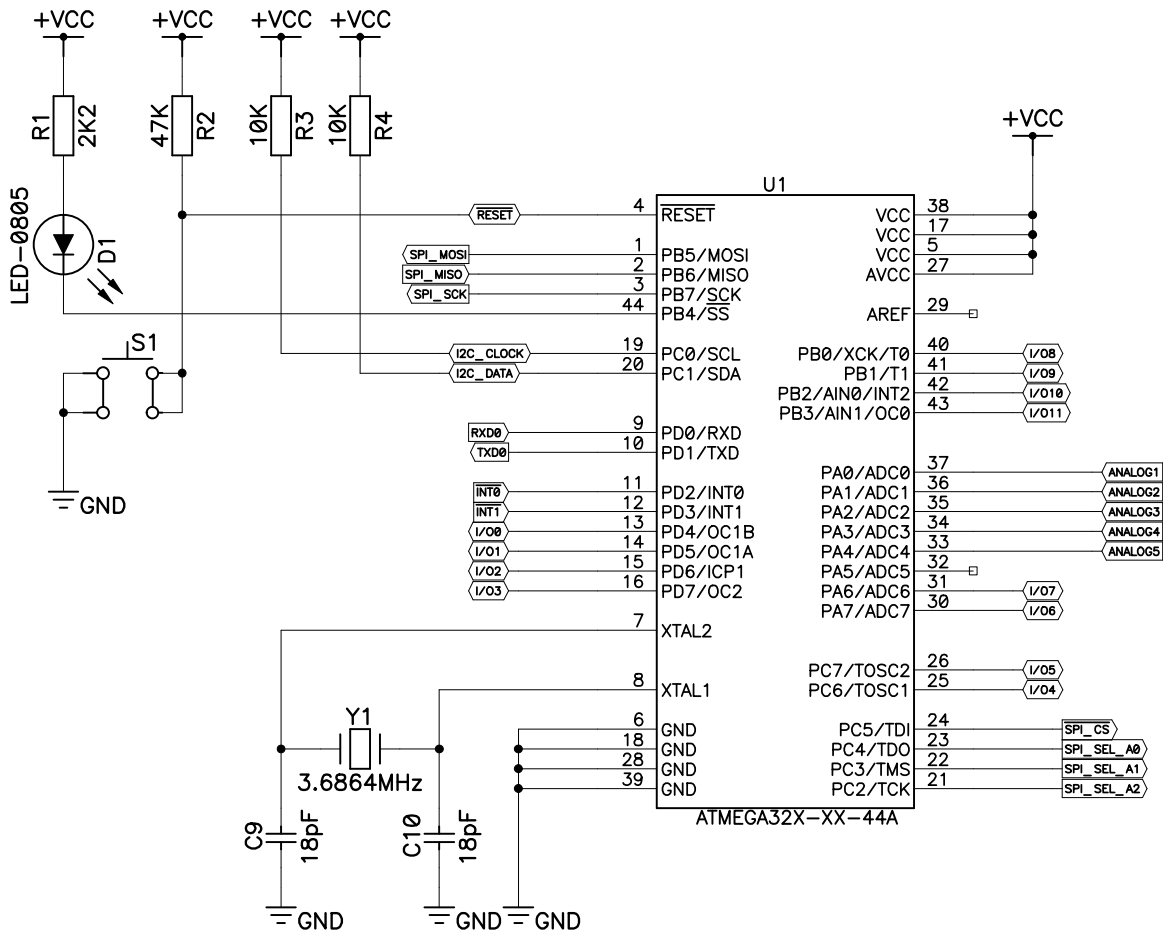 +VCC +VCC +VCC +VCC
R1 2K2
47K R2
10K R3
10K R4
+VCC
LED-0805
D1
S1
GND
U1
4 RESET
RESET
SPI_MOSI 1 PB5/MOSI
SPI_MISO 2 PB6/MISO
SPI_SCK 3 PB7/SCK
44 PB4/SS
I2C_CLOCK 19 PC0/SCL
I2C_DATA 20 PC1/SDA
RXD0 9 PD0/RXD
TXD0 10 PD1/TXD
INT0 11 PD2/INT0
INT1 12 PD3/INT1
I/O0 13 PD4/OC1B
I/O1 14 PD5/OC1A
I/O2 15 PD6/ICP1
I/O3 16 PD7/OC2
7 XTAL2
8 XTAL1
6 GND
18 GND
28 GND
39 GND
VCC 38
VCC 17
VCC 5
AVCC 27
AREF 29
PB0/XCK/T0 40 I/O8
PB1/T1 41 I/O9
PB2/AIN0/INT2 42 I/O10
PB3/AIN1/OC0 43 I/O11
PA0/ADC0 37 ANALOG1
PA1/ADC1 36 ANALOG2
PA2/ADC2 35 ANALOG3
PA3/ADC3 34 ANALOG4
PA4/ADC4 33 ANALOG5
PA5/ADC5 32
PA6/ADC6 31 I/O7
PA7/ADC7 30 I/O6
PC7/TOSC2 26 I/O5
PC6/TOSC1 25 I/O4
PC5/TDI 24 SPI_CS
PC4/TDO 23 SPI_SEL_A0
PC3/TMS 22 SPI_SEL_A1
PC2/TCK 21 SPI_SEL_A2
ATMEGA32X-XX-44A
Y1
3.6864MHz
C9 18pF
C10 18pF
GND GND GND